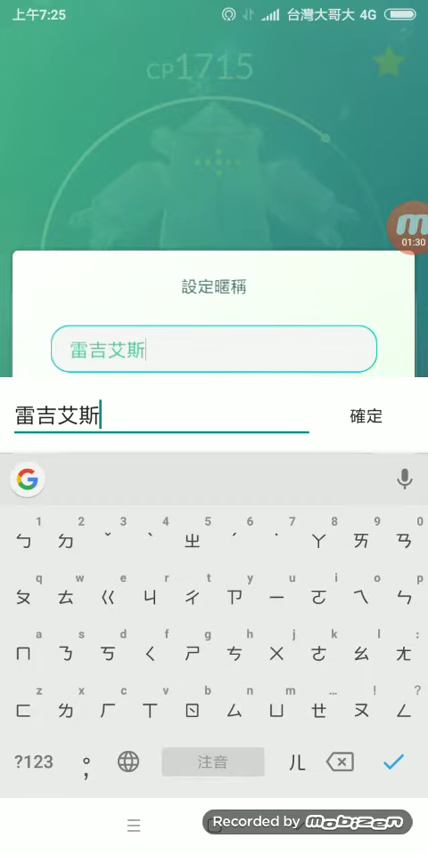 上午7:25
台灣大哥大 4G
CP1715
01:30
設定暱稱
雷吉艾斯
雷吉艾斯
確定
1 2 3 4 5 6 7 8 9 0
ㄅ ㄉ ˇ ˋ ㄓ ˊ ˙ ㄚ ㄞ ㄢ
q w e r t y u i o p
ㄆ ㄊ ㄍ ㄐ ㄔ ㄗ ㄧ ㄛ ㄟ ㄣ
a s d f g h j k l :
ㄇ ㄋ ㄎ ㄑ ㄕ ㄘ ㄨ ㄜ ㄠ ㄤ
z x c v b n m … ! ?
ㄈ ㄌ ㄏ ㄒ ㄖ ㄙ ㄩ ㄝ ㄡ ㄥ
?123 ° ; 注音 ㄦ
Recorded by mobizen